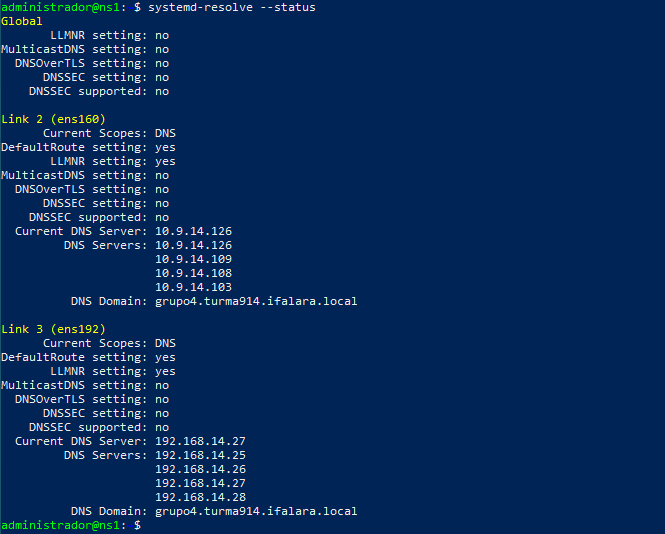 administrador@ns1: $ systemd-resolve --status
Global
LLMNR setting: no
MulticastDNS setting: no
DNSOverTLS setting: no
DNSSEC setting: no
DNSSEC supported: no
Link 2 (ens160)
Current Scopes: DNS
DefaultRoute setting: yes
LLMNR setting: yes
MulticastDNS setting: no
DNSOverTLS setting: no
DNSSEC setting: no
DNSSEC supported: no
Current DNS Server: 10.9.14.126
DNS Servers: 10.9.14.126
10.9.14.109
10.9.14.108
10.9.14.103
DNS Domain: grupo4.turma914.ifalara.local
Link 3 (ens192)
Current Scopes: DNS
DefaultRoute setting: yes
LLMNR setting: yes
MulticastDNS setting: no
DNSOverTLS setting: no
DNSSEC setting: no
DNSSEC supported: no
Current DNS Server: 192.168.14.27
DNS Servers: 192.168.14.25
192.168.14.26
192.168.14.27
192.168.14.28
DNS Domain: grupo4.turma914.ifalara.local
administrador@ns1: $